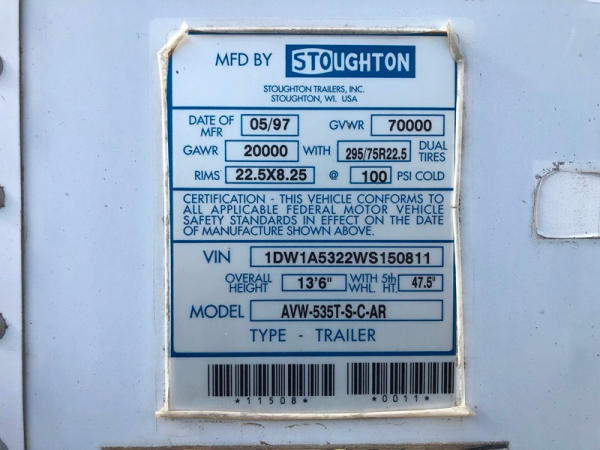 MFD BY STOUGHTON
STOUGHTON TRAILERS, INC.
STOUGHTON, WI. USA
DATE OF MFR 05/97 GVWR 70000
GAWR 20000 WITH 295/75R22.5 DUAL TIRES
RIMS 22.5X8.25 @ 100 PSI COLD
CERTIFICATION - THIS VEHICLE CONFORMS TO
ALL APPLICABLE FEDERAL MOTOR VEHICLE
SAFETY STANDARDS IN EFFECT ON THE DATE
OF MANUFACTURE SHOWN ABOVE.
VIN 1DW1A5322WS150811
OVERALL HEIGHT 13'6" WITH 5th WHL. HT. 47.5"
MODEL AVW-535T-S-C-AR
TYPE - TRAILER
*11508* *0011*